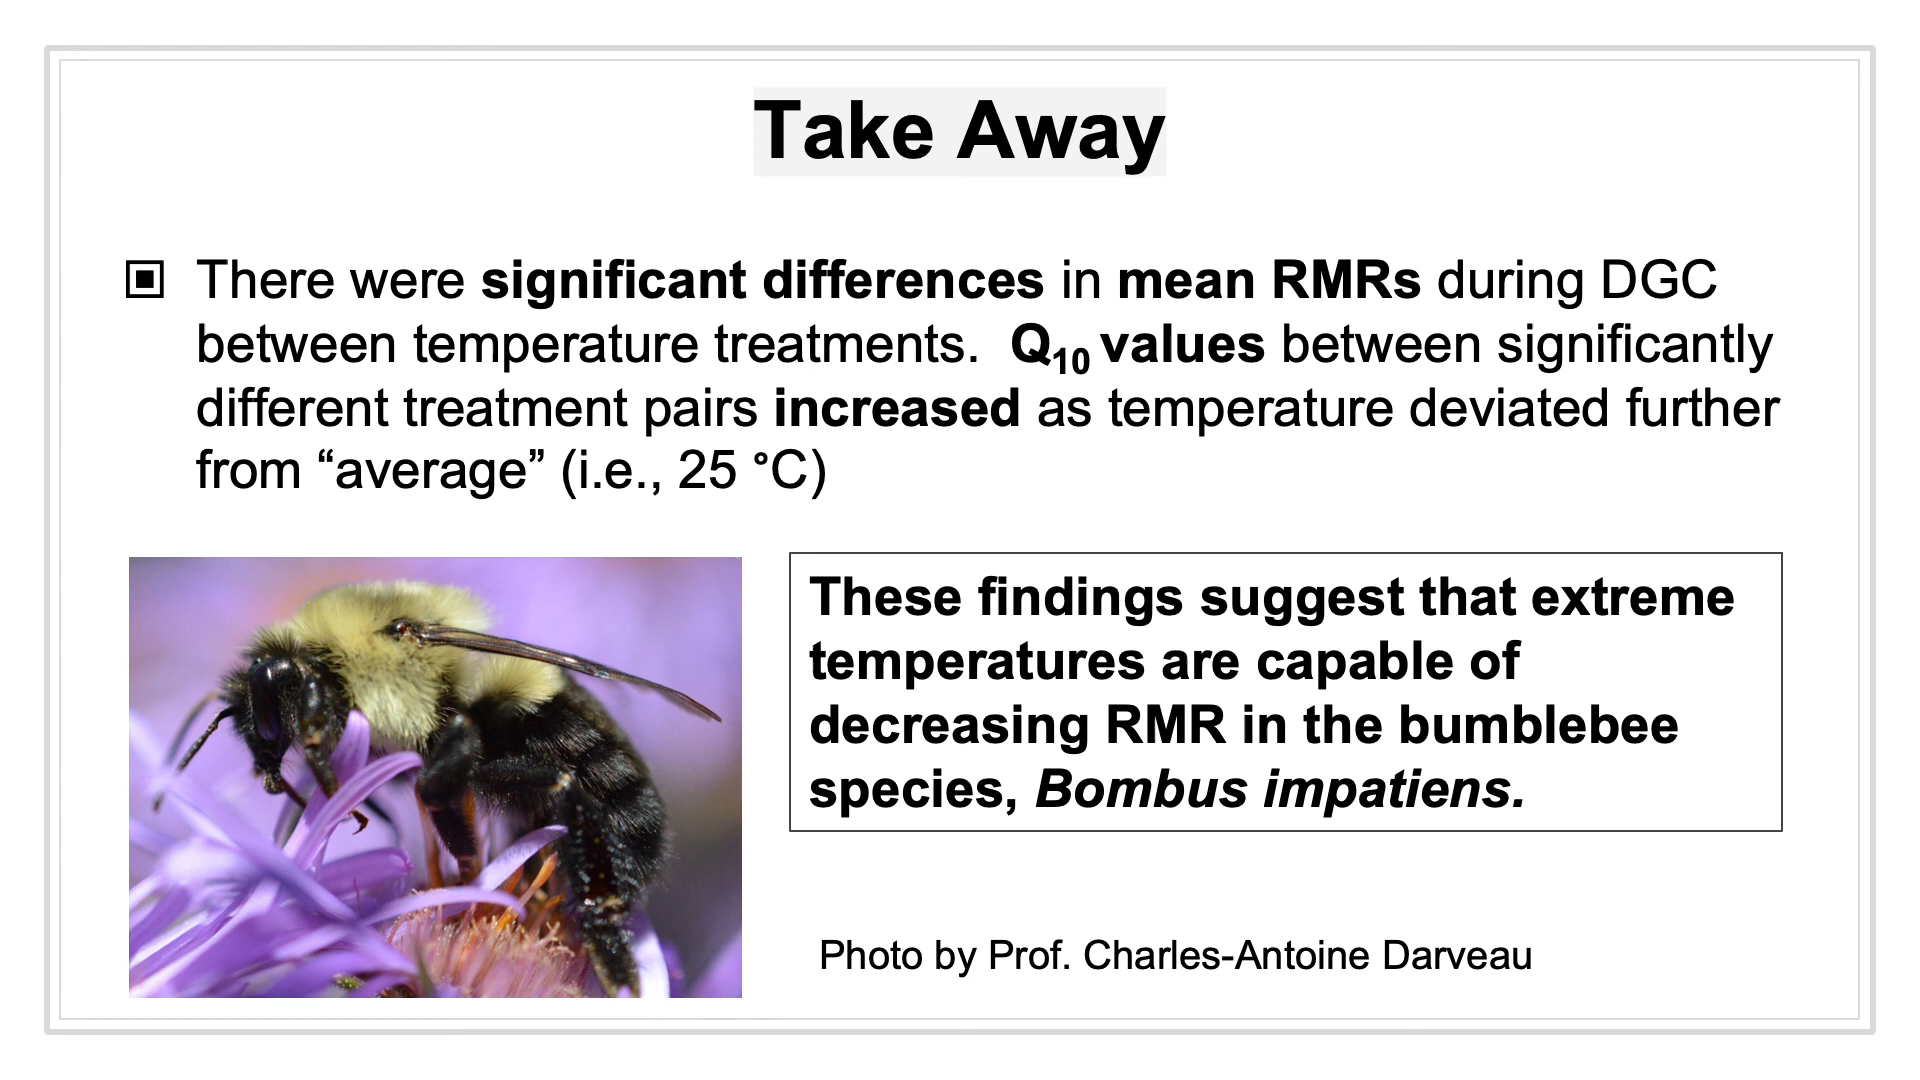 Take Away
There were significant differences in mean RMRs during DGC
between temperature treatments. Q10 values between significantly
different treatment pairs increased as temperature deviated further
from “average” (i.e., 25 °C)
These findings suggest that extreme
temperatures are capable of
decreasing RMR in the bumblebee
species, Bombus impatiens.
Photo by Prof. Charles-Antoine Darveau